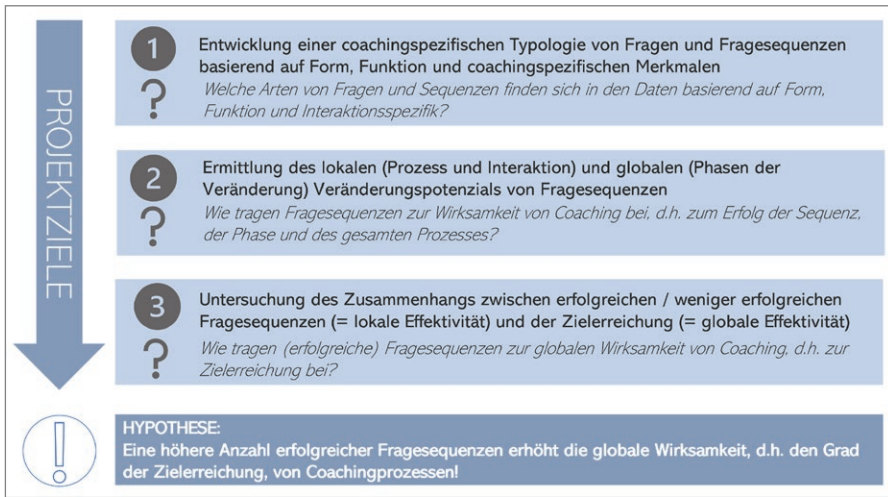 PROJEKTZIELE
1
Entwicklung einer coachingspezifischen Typologie von Fragen und Fragesequenzen
basierend auf Form, Funktion und coachingspezifischen Merkmalen
?
Welche Arten von Fragen und Sequenzen finden sich in den Daten basierend auf Form,
Funktion und Interaktionsspezifik?
2
Ermittlung des lokalen (Prozess und Interaktion) und globalen (Phasen der
Veränderung) Veränderungspotenzials von Fragesequenzen
?
Wie tragen Fragesequenzen zur Wirksamkeit von Coaching bei, d.h. zum Erfolg der Sequenz,
der Phase und des gesamten Prozesses?
3
Untersuchung des Zusammenhangs zwischen erfolgreichen / weniger erfolgreichen
Fragesequenzen (= lokale Effektivität) und der Zielerreichung (= globale Effektivität)
?
Wie tragen (erfolgreiche) Fragesequenzen zur globalen Wirksamkeit von Coaching, d.h. zur
Zielerreichung bei?
!
HYPOTHESE:
Eine höhere Anzahl erfolgreicher Fragesequenzen erhöht die globale Wirksamkeit, d.h. den Grad
der Zielerreichung, von Coachingprozessen!